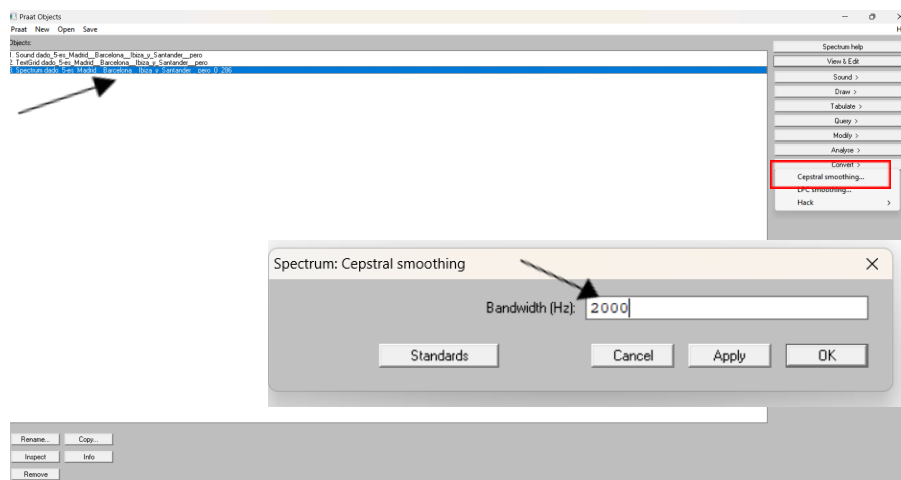 Praat Objects
Praat New Open Save H
Objects:
1. Sound dado_5-es_Madrid__Barcelona__Ibiza_y_Santander__pero
2. TextGrid dado_5-es_Madrid__Barcelona__Ibiza_y_Santander__pero
3. Spectrum dado_5-es_Madrid__Barcelona__Ibiza_y_Santander__pero_0_286
Spectrum help
View & Edit
Sound >
Draw >
Tabulate >
Query >
Modify >
Analyse >
Convert >
Cepstral smoothing...
LPC smoothing...
Hack >
Spectrum: Cepstral smoothing
Bandwidth (Hz): 2000
Standards Cancel Apply OK
Rename... Copy...
Inspect Info
Remove